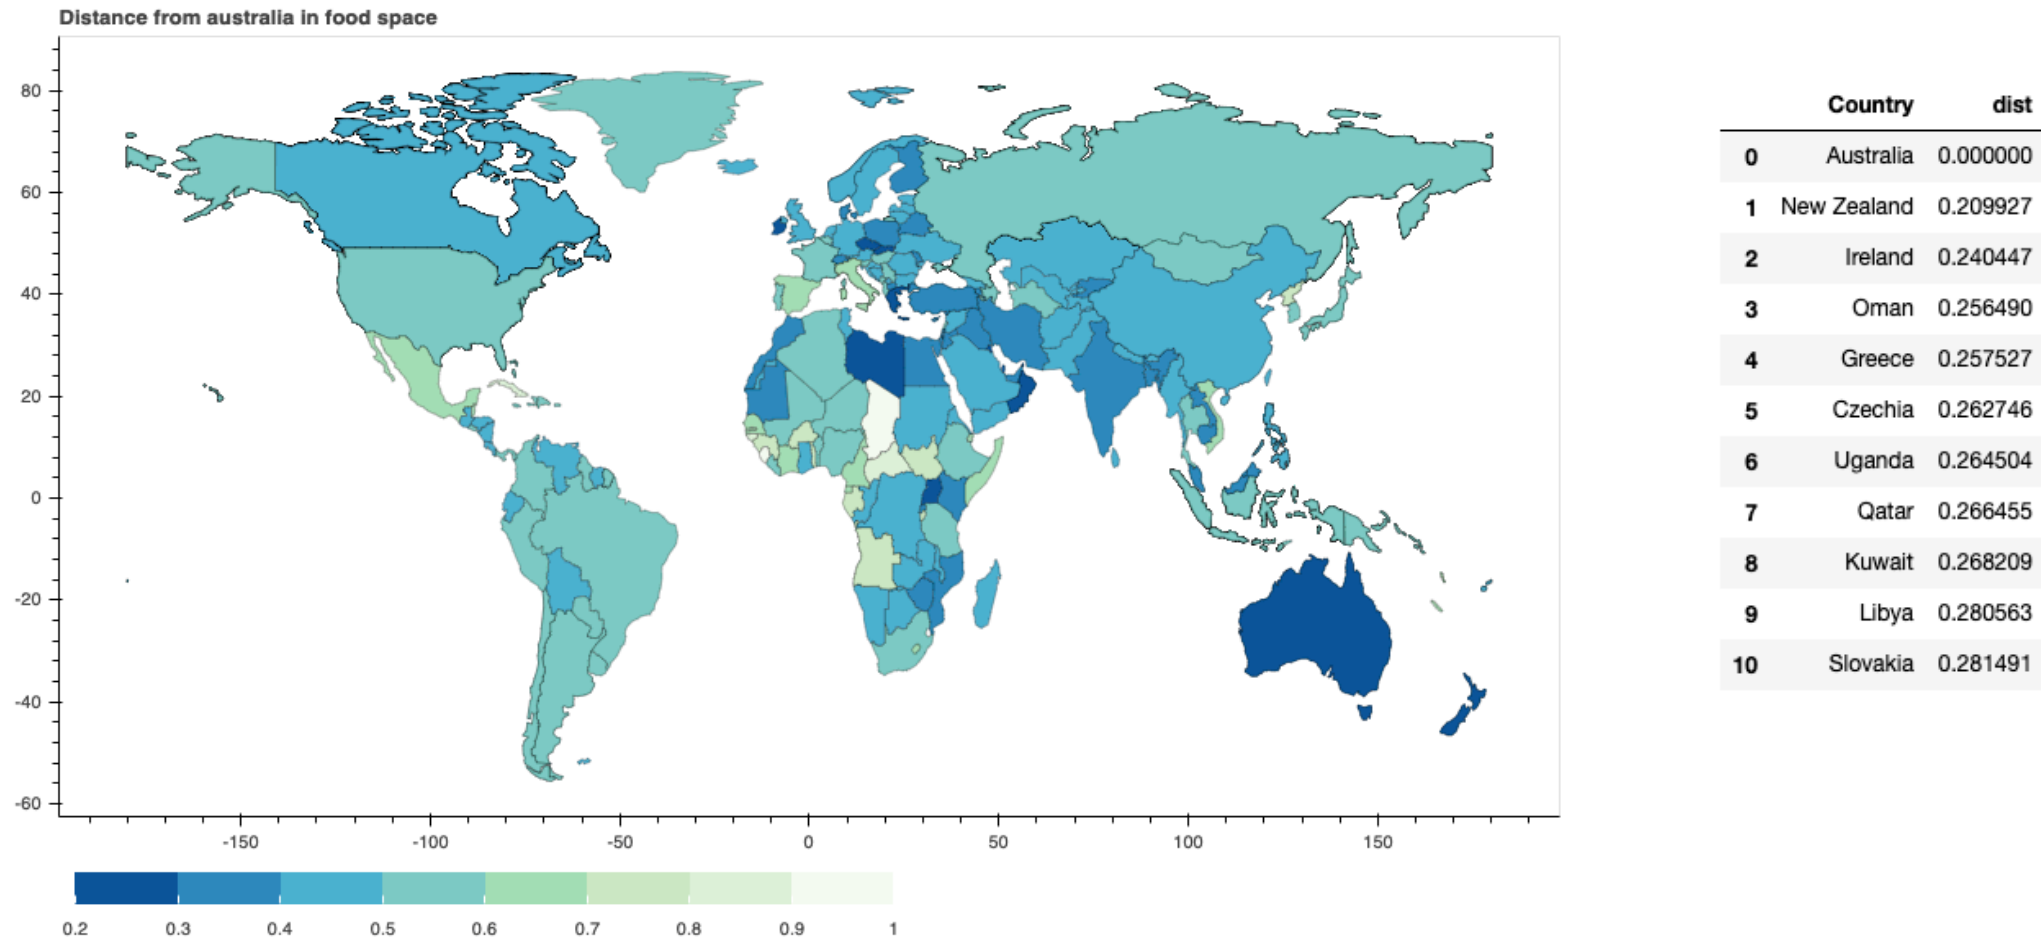 Distance from australia in food space
80
60
40
20
0
-20
-40
-60
-150 -100 -50 0 50 100 150
0.2 0.3 0.4 0.5 0.6 0.7 0.8 0.9 1
Country dist
0 Australia 0.000000
1 New Zealand 0.209927
2 Ireland 0.240447
3 Oman 0.256490
4 Greece 0.257527
5 Czechia 0.262746
6 Uganda 0.264504
7 Qatar 0.266455
8 Kuwait 0.268209
9 Libya 0.280563
10 Slovakia 0.281491